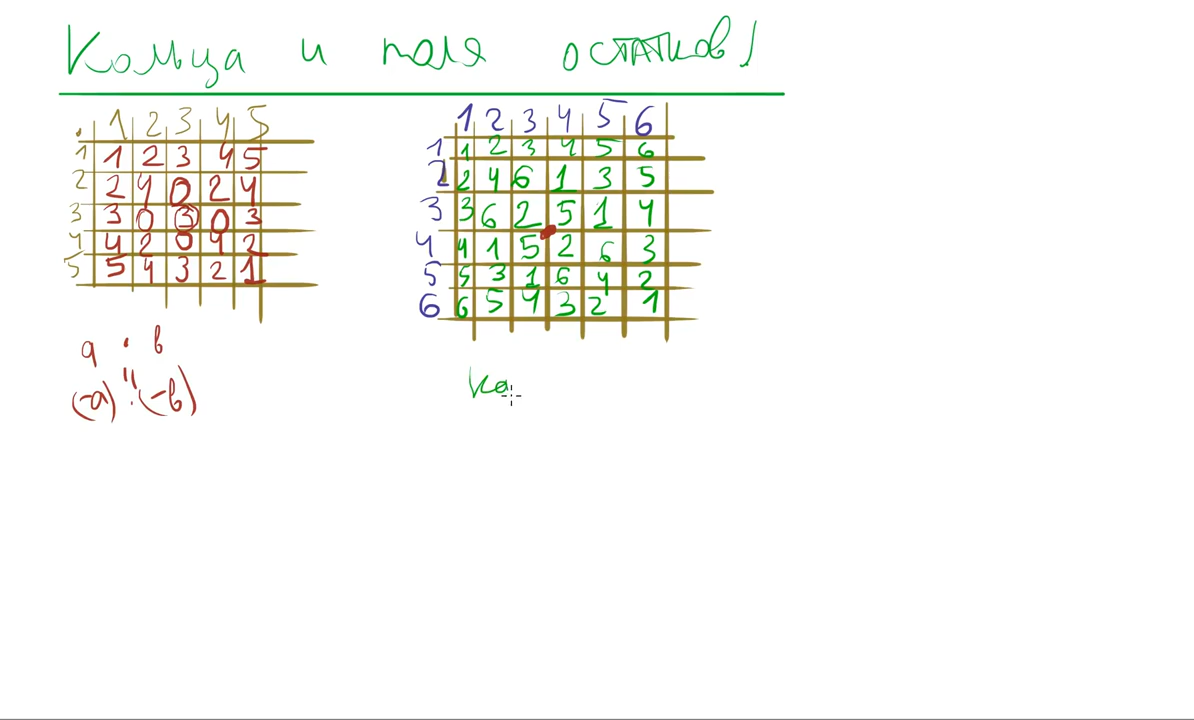 Кольца и поля остатков!
· 1 2 3 4 5
1 1 2 3 4 5
2 2 4 0 2 4
3 3 0 3 0 3
4 4 2 0 4 2
5 5 4 3 2 1
1 2 3 4 5 6
1 1 2 3 4 5 6
2 2 4 6 1 3 5
3 3 6 2 5 1 4
4 4 1 5 2 6 3
5 5 3 1 6 4 2
6 6 5 4 3 2 1
a · b
"
(-a) · (-b)
ка